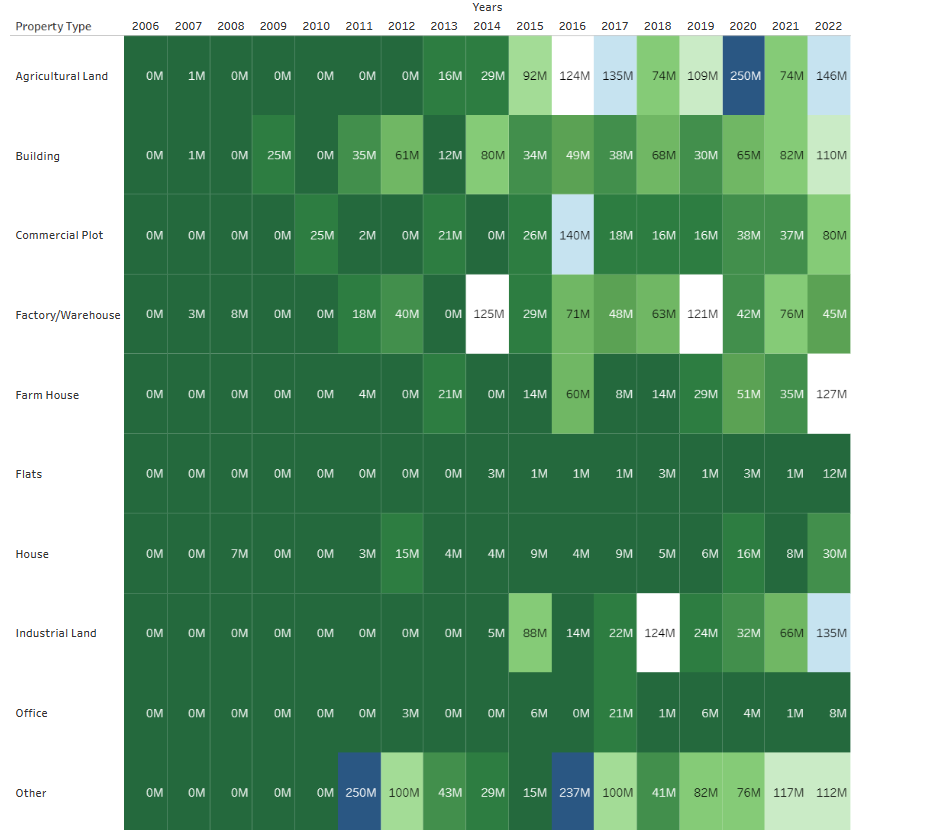 Years
Property Type 2006 2007 2008 2009 2010 2011 2012 2013 2014 2015 2016 2017 2018 2019 2020 2021 2022
Agricultural Land 0M 1M 0M 0M 0M 0M 0M 16M 29M 92M 124M 135M 74M 109M 250M 74M 146M
Building 0M 1M 0M 25M 0M 35M 61M 12M 80M 34M 49M 38M 68M 30M 65M 82M 110M
Commercial Plot 0M 0M 0M 0M 25M 2M 0M 21M 0M 26M 140M 18M 16M 16M 38M 37M 80M
Factory/Warehouse 0M 3M 8M 0M 0M 18M 40M 0M 125M 29M 71M 48M 63M 121M 42M 76M 45M
Farm House 0M 0M 0M 0M 0M 4M 0M 21M 0M 14M 60M 8M 14M 29M 51M 35M 127M
Flats 0M 0M 0M 0M 0M 0M 0M 0M 3M 1M 1M 1M 3M 1M 3M 1M 12M
House 0M 0M 7M 0M 0M 3M 15M 4M 4M 9M 4M 9M 5M 6M 16M 8M 30M
Industrial Land 0M 0M 0M 0M 0M 0M 0M 0M 5M 88M 14M 22M 124M 24M 32M 66M 135M
Office 0M 0M 0M 0M 0M 0M 3M 0M 0M 6M 0M 21M 1M 6M 4M 1M 8M
Other 0M 0M 0M 0M 0M 250M 100M 43M 29M 15M 237M 100M 41M 82M 76M 117M 112M